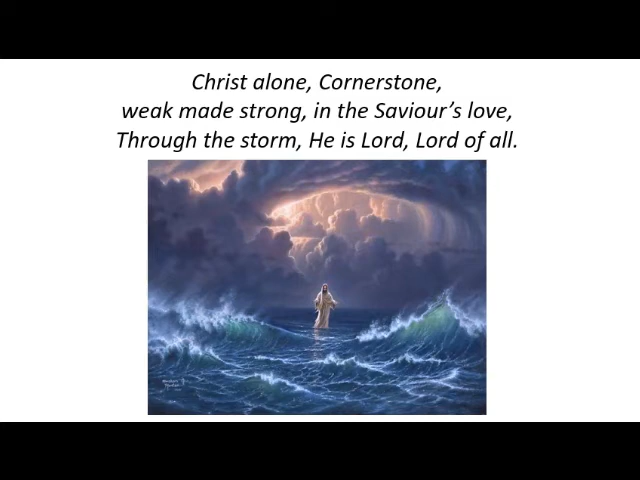 Christ alone, Cornerstone,
weak made strong, in the Saviour’s love,
Through the storm, He is Lord, Lord of all.